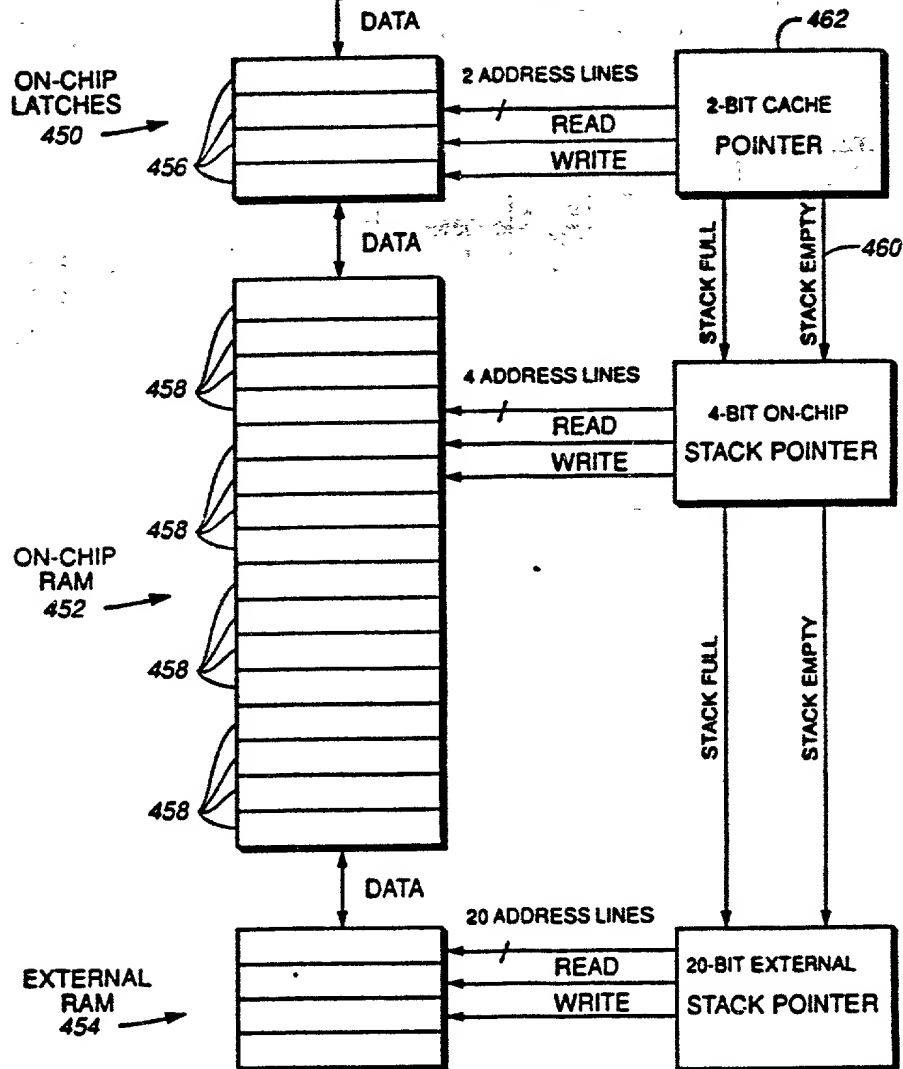 DATA
462
ON-CHIP
LATCHES
450
456
2 ADDRESS LINES
READ
WRITE
2-BIT CACHE
POINTER
DATA
STACK FULL
STACK EMPTY
460
458
4 ADDRESS LINES
READ
WRITE
4-BIT ON-CHIP
STACK POINTER
458
ON-CHIP
RAM
452
458
458
STACK FULL
STACK EMPTY
DATA
EXTERNAL
RAM
454
20 ADDRESS LINES
READ
WRITE
20-BIT EXTERNAL
STACK POINTER